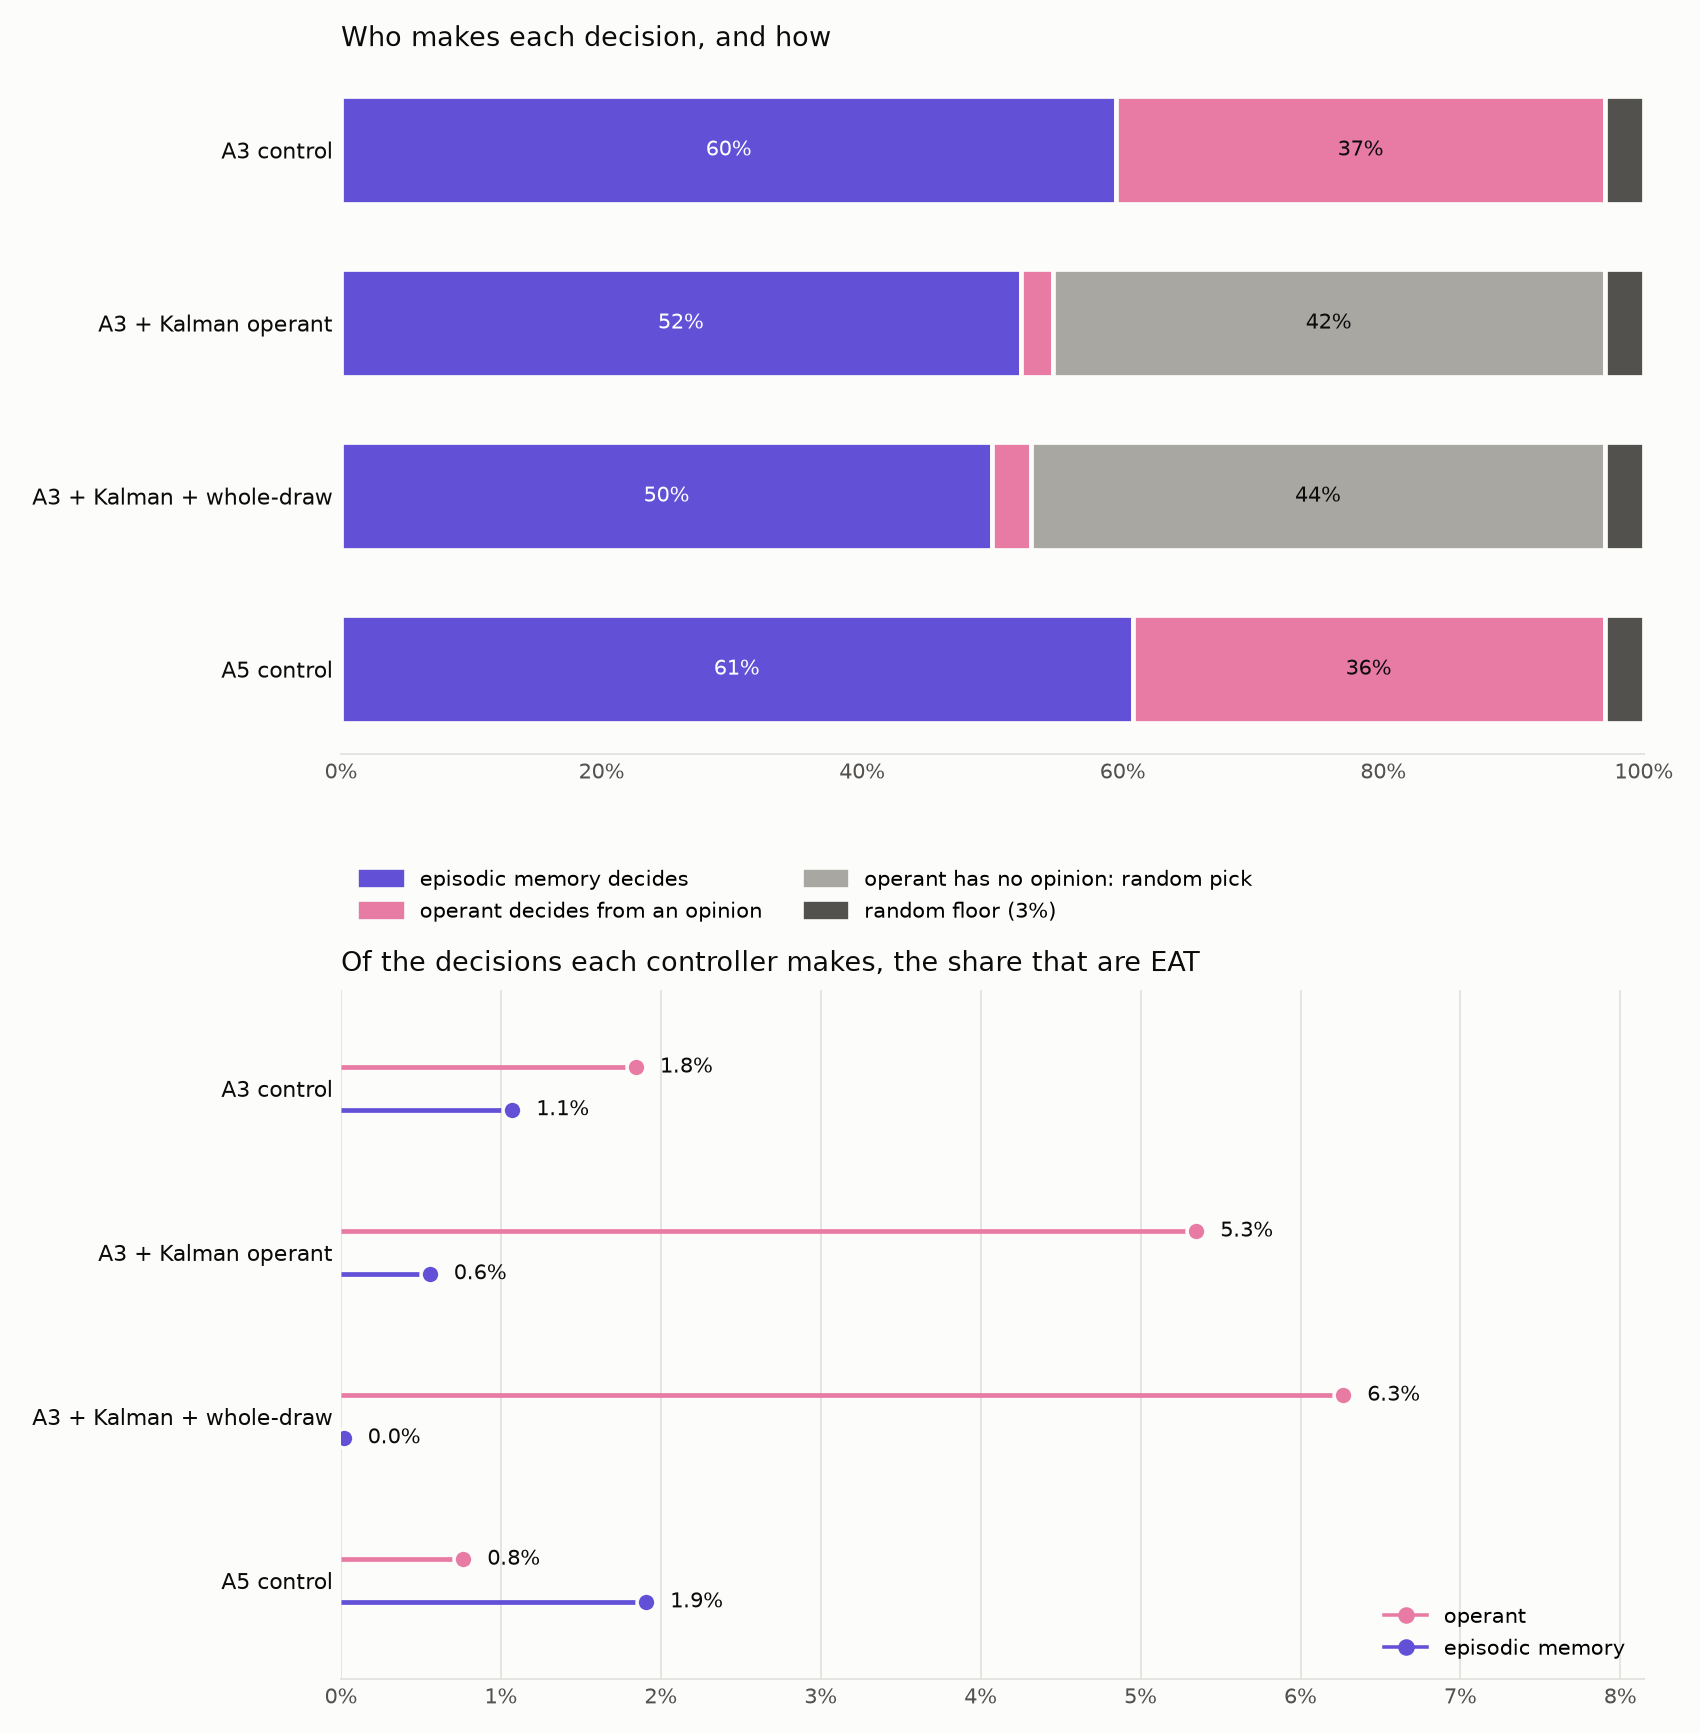 Who makes each decision, and how
A3 control
60%
37%
A3 + Kalman operant
52%
42%
A3 + Kalman + whole-draw
50%
44%
A5 control
61%
36%
0% 20% 40% 60% 80% 100%
episodic memory decides
operant decides from an opinion
operant has no opinion: random pick
random floor (3%)
Of the decisions each controller makes, the share that are EAT
A3 control
1.8%
1.1%
A3 + Kalman operant
5.3%
0.6%
A3 + Kalman + whole-draw
6.3%
0.0%
A5 control
0.8%
1.9%
operant
episodic memory
0% 1% 2% 3% 4% 5% 6% 7% 8%